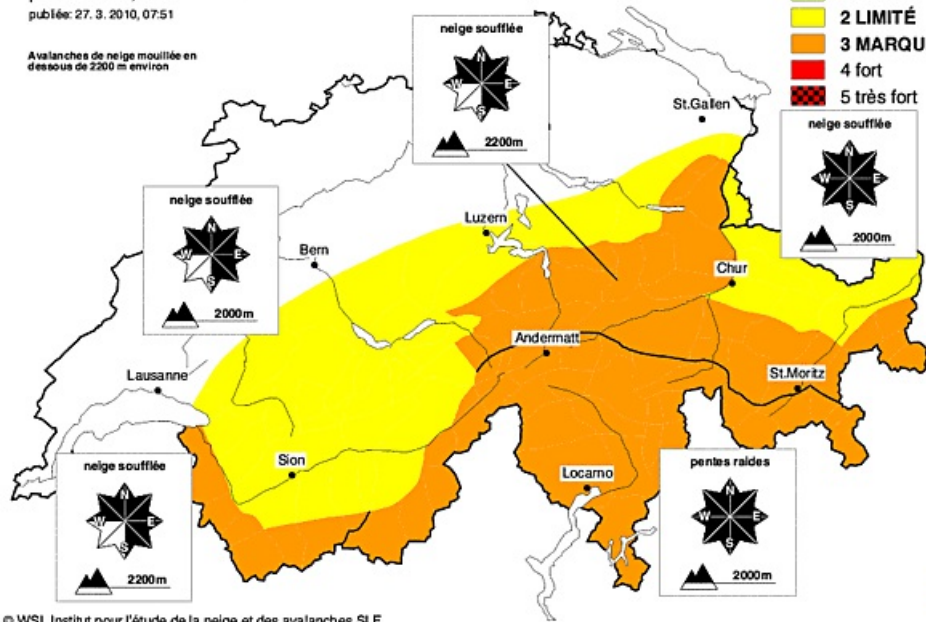 publiée: 27. 3. 2010, 07:51
Avalanches de neige mouillée en
dessous de 2200 m environ
2 LIMITÉ
3 MARQU
4 fort
5 très fort
neige soufflée
N
W E
S
2200m
St.Gallen
neige soufflée
N
W E
S
2000m
neige soufflée
N
W E
S
2000m
Luzern
Bern
Chur
Andermatt
Lausanne
St.Moritz
neige soufflée
N
W E
S
2200m
Sion
Locarno
pentes raides
N
W E
S
2000m
© WSL Institut pour l'étude de la neige et des avalanches SLF